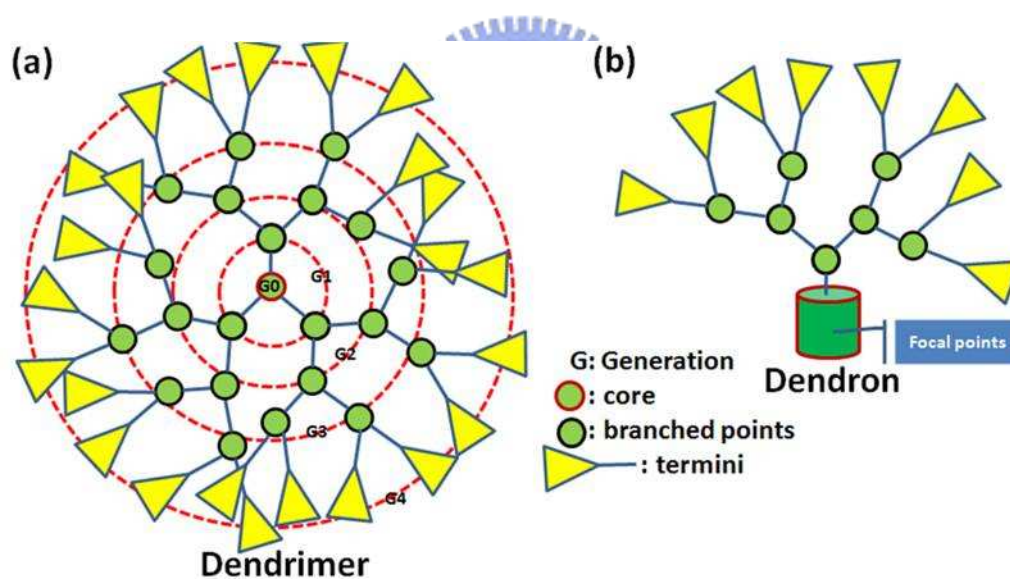 (a)
(b)
G0
G1
G2
G3
G4
Dendrimer
Focal points
Dendron
G: Generation
: core
: branched points
: termini